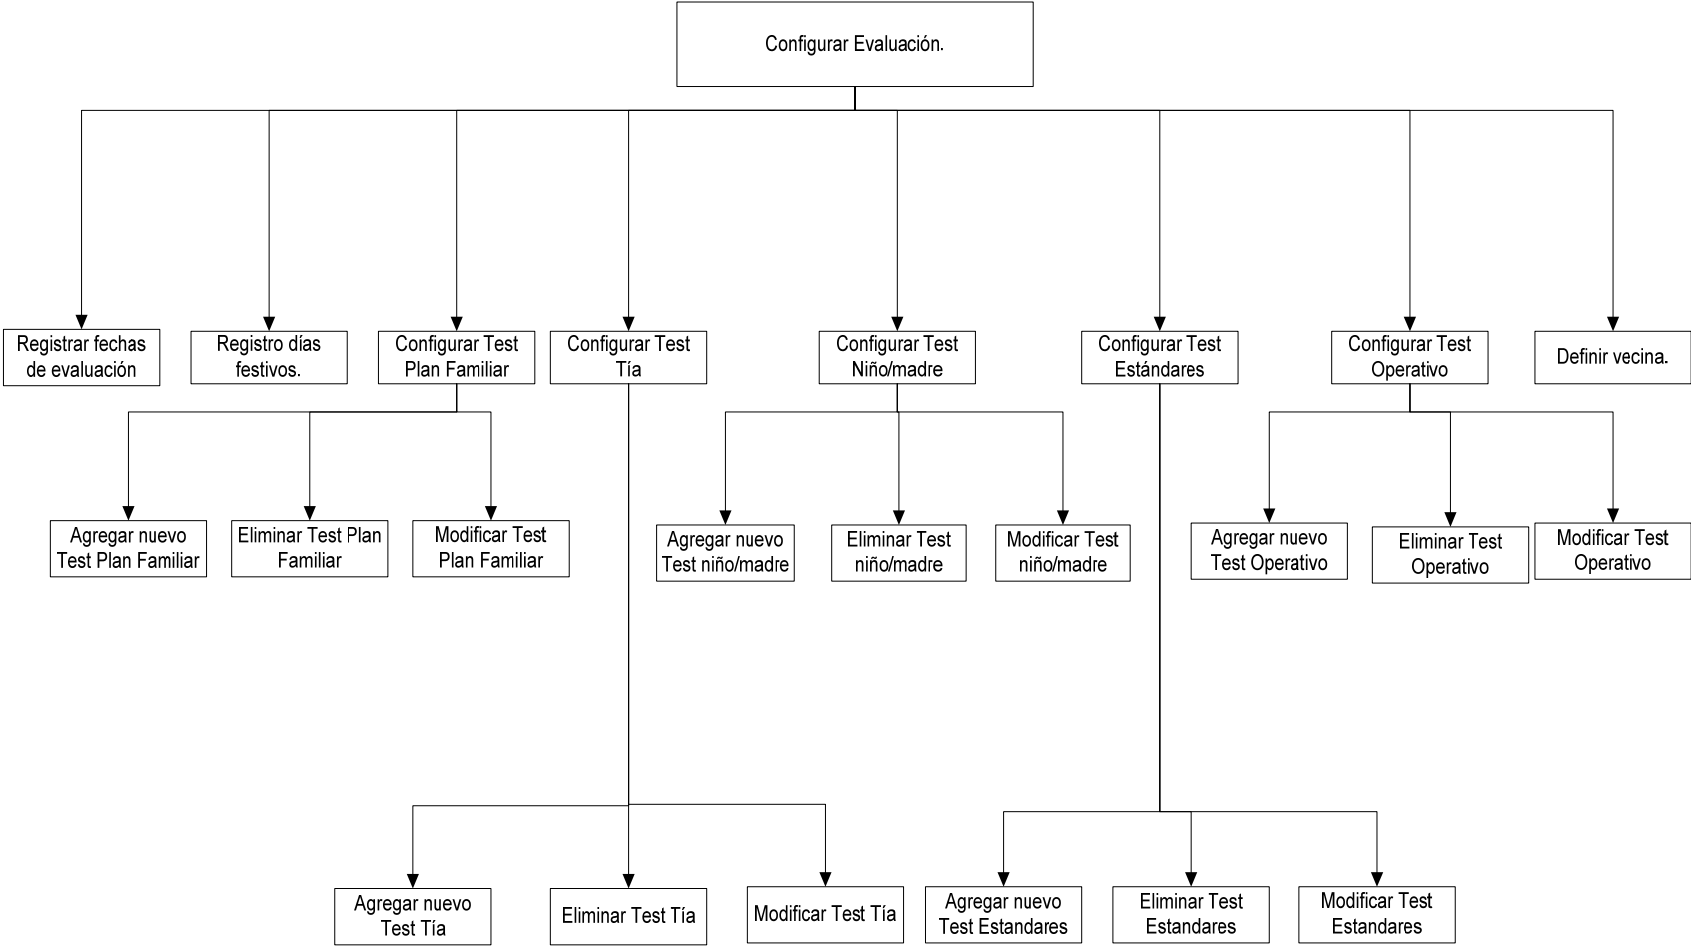 Configurar Evaluación.
Registrar fechas
de evaluación
Registro días
festivos.
Configurar Test
Plan Familiar
Configurar Test
Tía
Configurar Test
Niño/madre
Configurar Test
Estándares
Configurar Test
Operativo
Definir vecina.
Agregar nuevo
Test Plan Familiar
Eliminar Test Plan
Familiar
Modificar Test
Plan Familiar
Agregar nuevo
Test niño/madre
Eliminar Test
niño/madre
Modificar Test
niño/madre
Agregar nuevo
Test Operativo
Eliminar Test
Operativo
Modificar Test
Operativo
Agregar nuevo
Test Tía
Eliminar Test Tía
Modificar Test Tía
Agregar nuevo
Test Estandares
Eliminar Test
Estandares
Modificar Test
Estandares